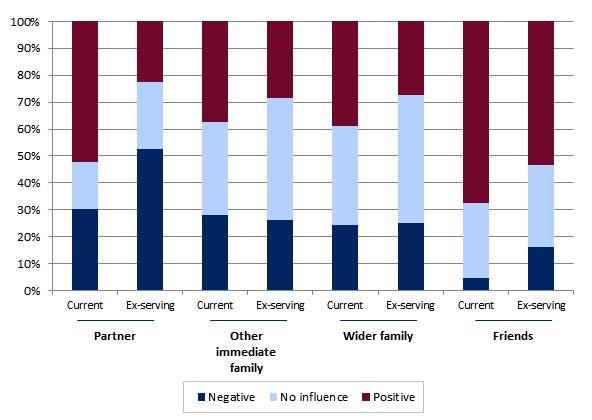 100%
90%
80%
70%
60%
50%
40%
30%
20%
10%
0%
Current Ex-serving Current Ex-serving Current Ex-serving Current Ex-serving
Partner Other Wider family Friends
immediate
family
Negative No influence Positive